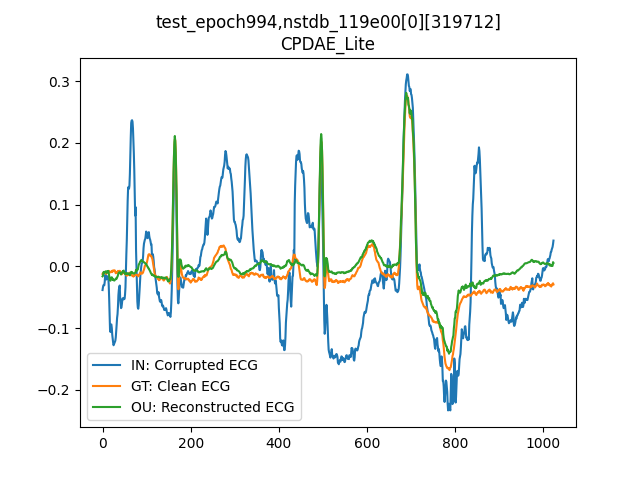 test_epoch994,nstdb_119e00[0][319712]
CPDAE_Lite
0.3
0.2
0.1
0.0
−0.1
−0.2
IN: Corrupted ECG
GT: Clean ECG
OU: Reconstructed ECG
0 200 400 600 800 1000